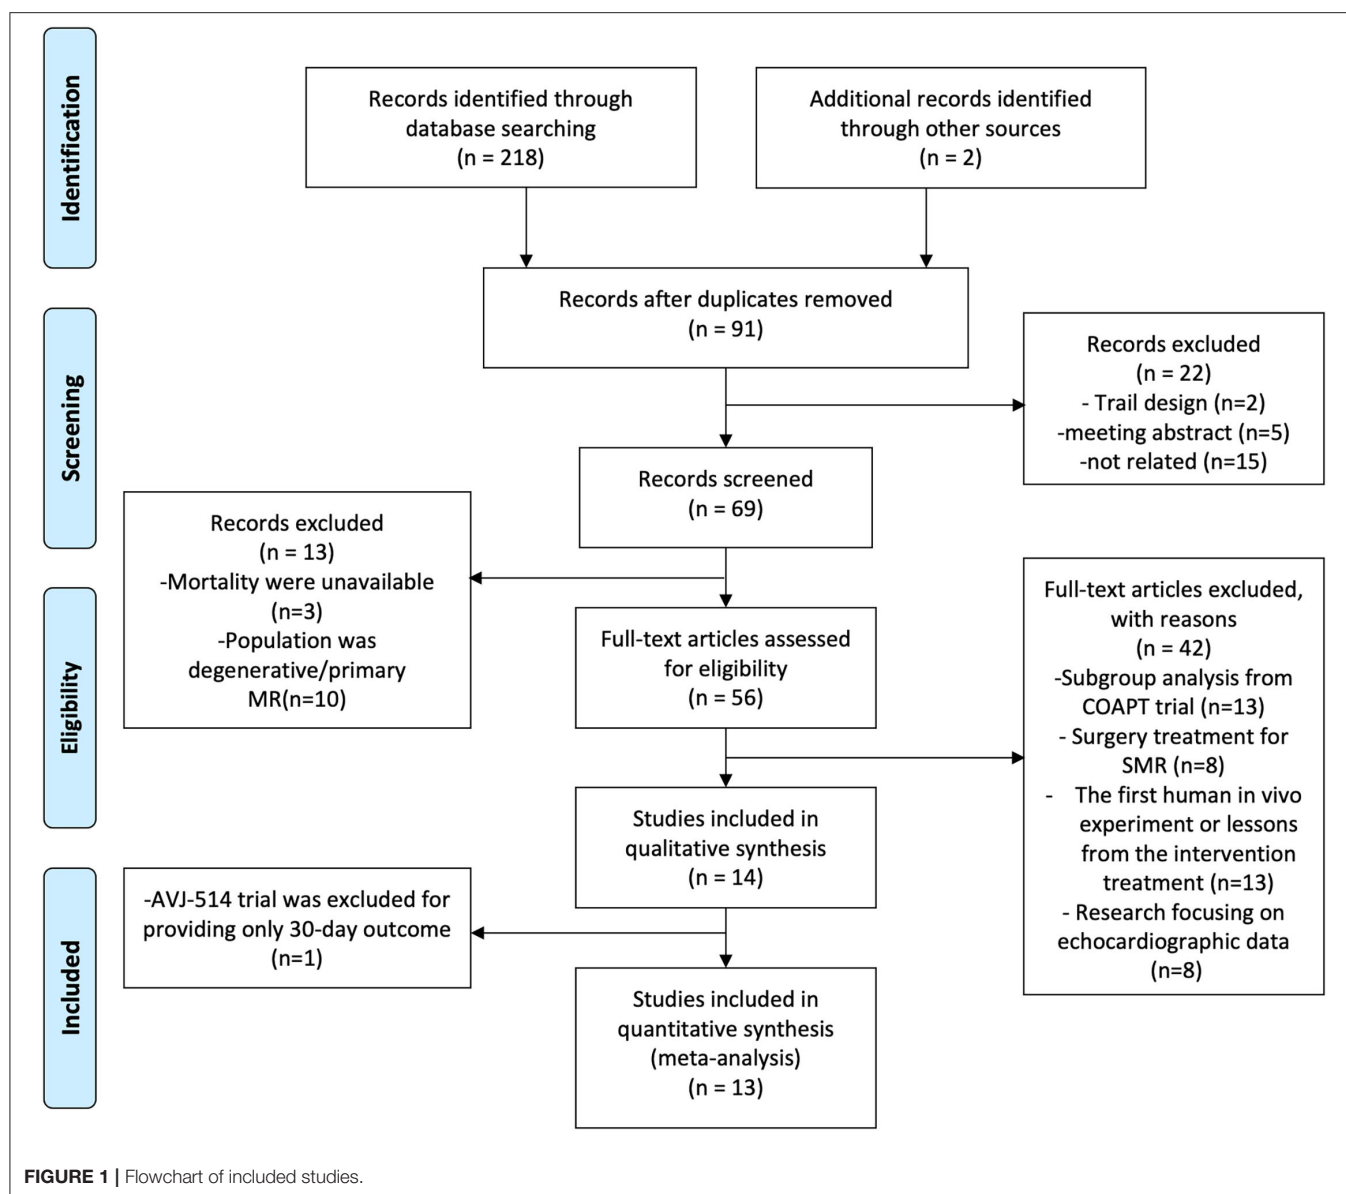 Identification
Records identified through
database searching
(n = 218)
Additional records identified
through other sources
(n = 2)
Records after duplicates removed
(n = 91)
Screening
Records excluded
(n = 22)
- Trail design (n=2)
-meeting abstract (n=5)
-not related (n=15)
Records screened
(n = 69)
Records excluded
(n = 13)
-Mortality were unavailable
(n=3)
-Population was
degenerative/primary
MR(n=10)
Eligibility
Full-text articles assessed
for eligibility
(n = 56)
Full-text articles excluded,
with reasons
(n = 42)
-Subgroup analysis from
COAPT trial (n=13)
- Surgery treatment for
SMR (n=8)
- The first human in vivo
experiment or lessons
from the intervention
treatment (n=13)
- Research focusing on
echocardiographic data
(n=8)
Studies included in
qualitative synthesis
(n = 14)
Included
-AVJ-514 trial was excluded for
providing only 30-day outcome
(n=1)
Studies included in
quantitative synthesis
(meta-analysis)
(n = 13)
FIGURE 1 | Flowchart of included studies.